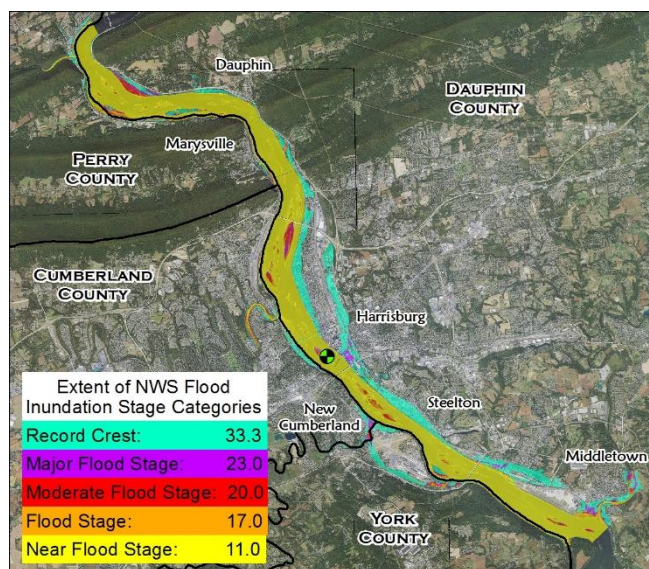 Dauphin
DAUPHIN
COUNTY
Marysville
PERRY
COUNTY
CUMBERLAND
COUNTY
Harrisburg
Extent of NWS Flood
Inundation Stage Categories
Record Crest: 33.3
Major Flood Stage: 23.0
Moderate Flood Stage: 20.0
Flood Stage: 17.0
Near Flood Stage: 11.0
New
Cumberland
Steelton
Middletown
YORK
COUNTY